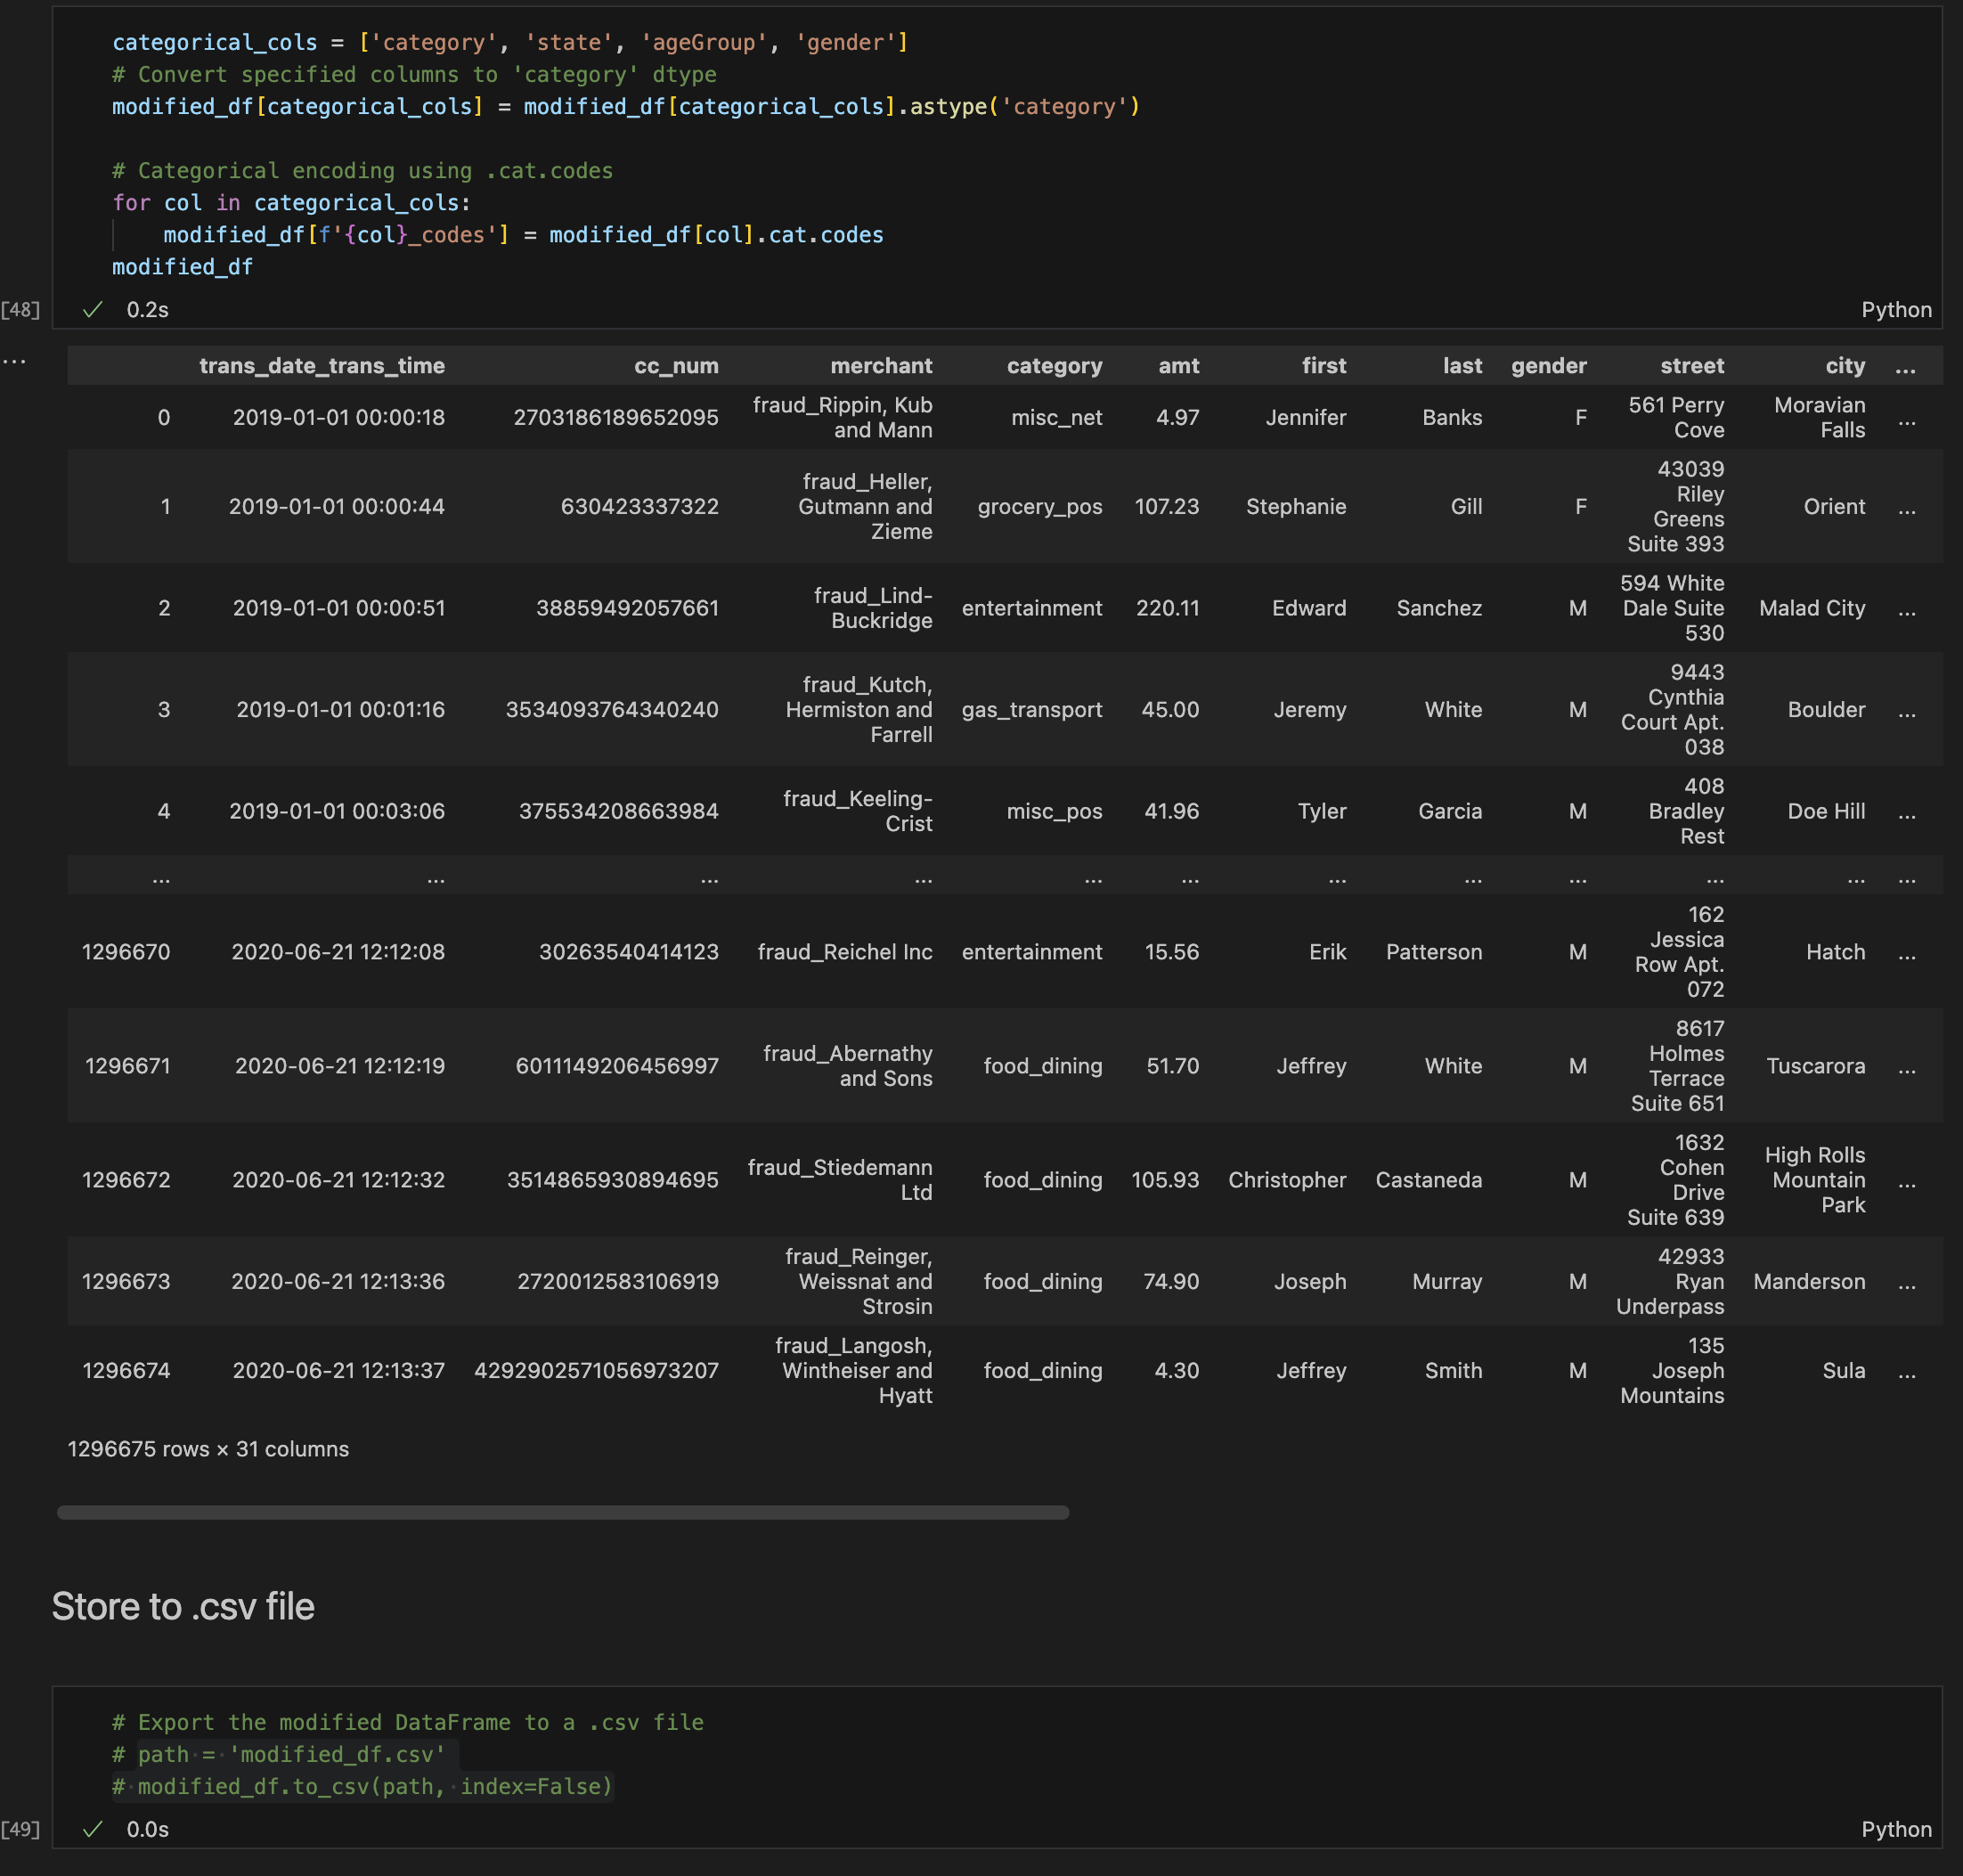 categorical_cols = ['category', 'state', 'ageGroup', 'gender']
# Convert specified columns to 'category' dtype
modified_df[categorical_cols] = modified_df[categorical_cols].astype('category')
# Categorical encoding using .cat.codes
for col in categorical_cols:
    modified_df[f'{col}_codes'] = modified_df[col].cat.codes
modified_df
[48] 0.2s Python
...
trans_date_trans_time cc_num merchant category amt first last gender street city ...
0 2019-01-01 00:00:18 2703186189652095 fraud_Rippin, Kub and Mann misc_net 4.97 Jennifer Banks F 561 Perry Cove Moravian Falls ...
1 2019-01-01 00:00:44 630423337322 fraud_Heller, Gutmann and Zieme grocery_pos 107.23 Stephanie Gill F 43039 Riley Greens Suite 393 Orient ...
2 2019-01-01 00:00:51 38859492057661 fraud_Lind-Buckridge entertainment 220.11 Edward Sanchez M 594 White Dale Suite 530 Malad City ...
3 2019-01-01 00:01:16 3534093764340240 fraud_Kutch, Hermiston and Farrell gas_transport 45.00 Jeremy White M 9443 Cynthia Court Apt. 038 Boulder ...
4 2019-01-01 00:03:06 375534208663984 fraud_Keeling-Crist misc_pos 41.96 Tyler Garcia M 408 Bradley Rest Doe Hill ...
... ... ... ... ... ... ... ... ... ... ... ...
1296670 2020-06-21 12:12:08 30263540414123 fraud_Reichel Inc entertainment 15.56 Erik Patterson M 162 Jessica Row Apt. 072 Hatch ...
1296671 2020-06-21 12:12:19 6011149206456997 fraud_Abernathy and Sons food_dining 51.70 Jeffrey White M 8617 Holmes Terrace Suite 651 Tuscarora ...
1296672 2020-06-21 12:12:32 3514865930894695 fraud_Stiedemann Ltd food_dining 105.93 Christopher Castaneda M 1632 Cohen Drive Suite 639 High Rolls Mountain Park ...
1296673 2020-06-21 12:13:36 2720012583106919 fraud_Reinger, Weissnat and Strosin food_dining 74.90 Joseph Murray M 42933 Ryan Underpass Manderson ...
1296674 2020-06-21 12:13:37 4292902571056973207 fraud_Langosh, Wintheiser and Hyatt food_dining 4.30 Jeffrey Smith M 135 Joseph Mountains Sula ...
1296675 rows × 31 columns
Store to .csv file
# Export the modified DataFrame to a .csv file
# path = 'modified_df.csv'
# modified_df.to_csv(path, index=False)
[49] 0.0s Python